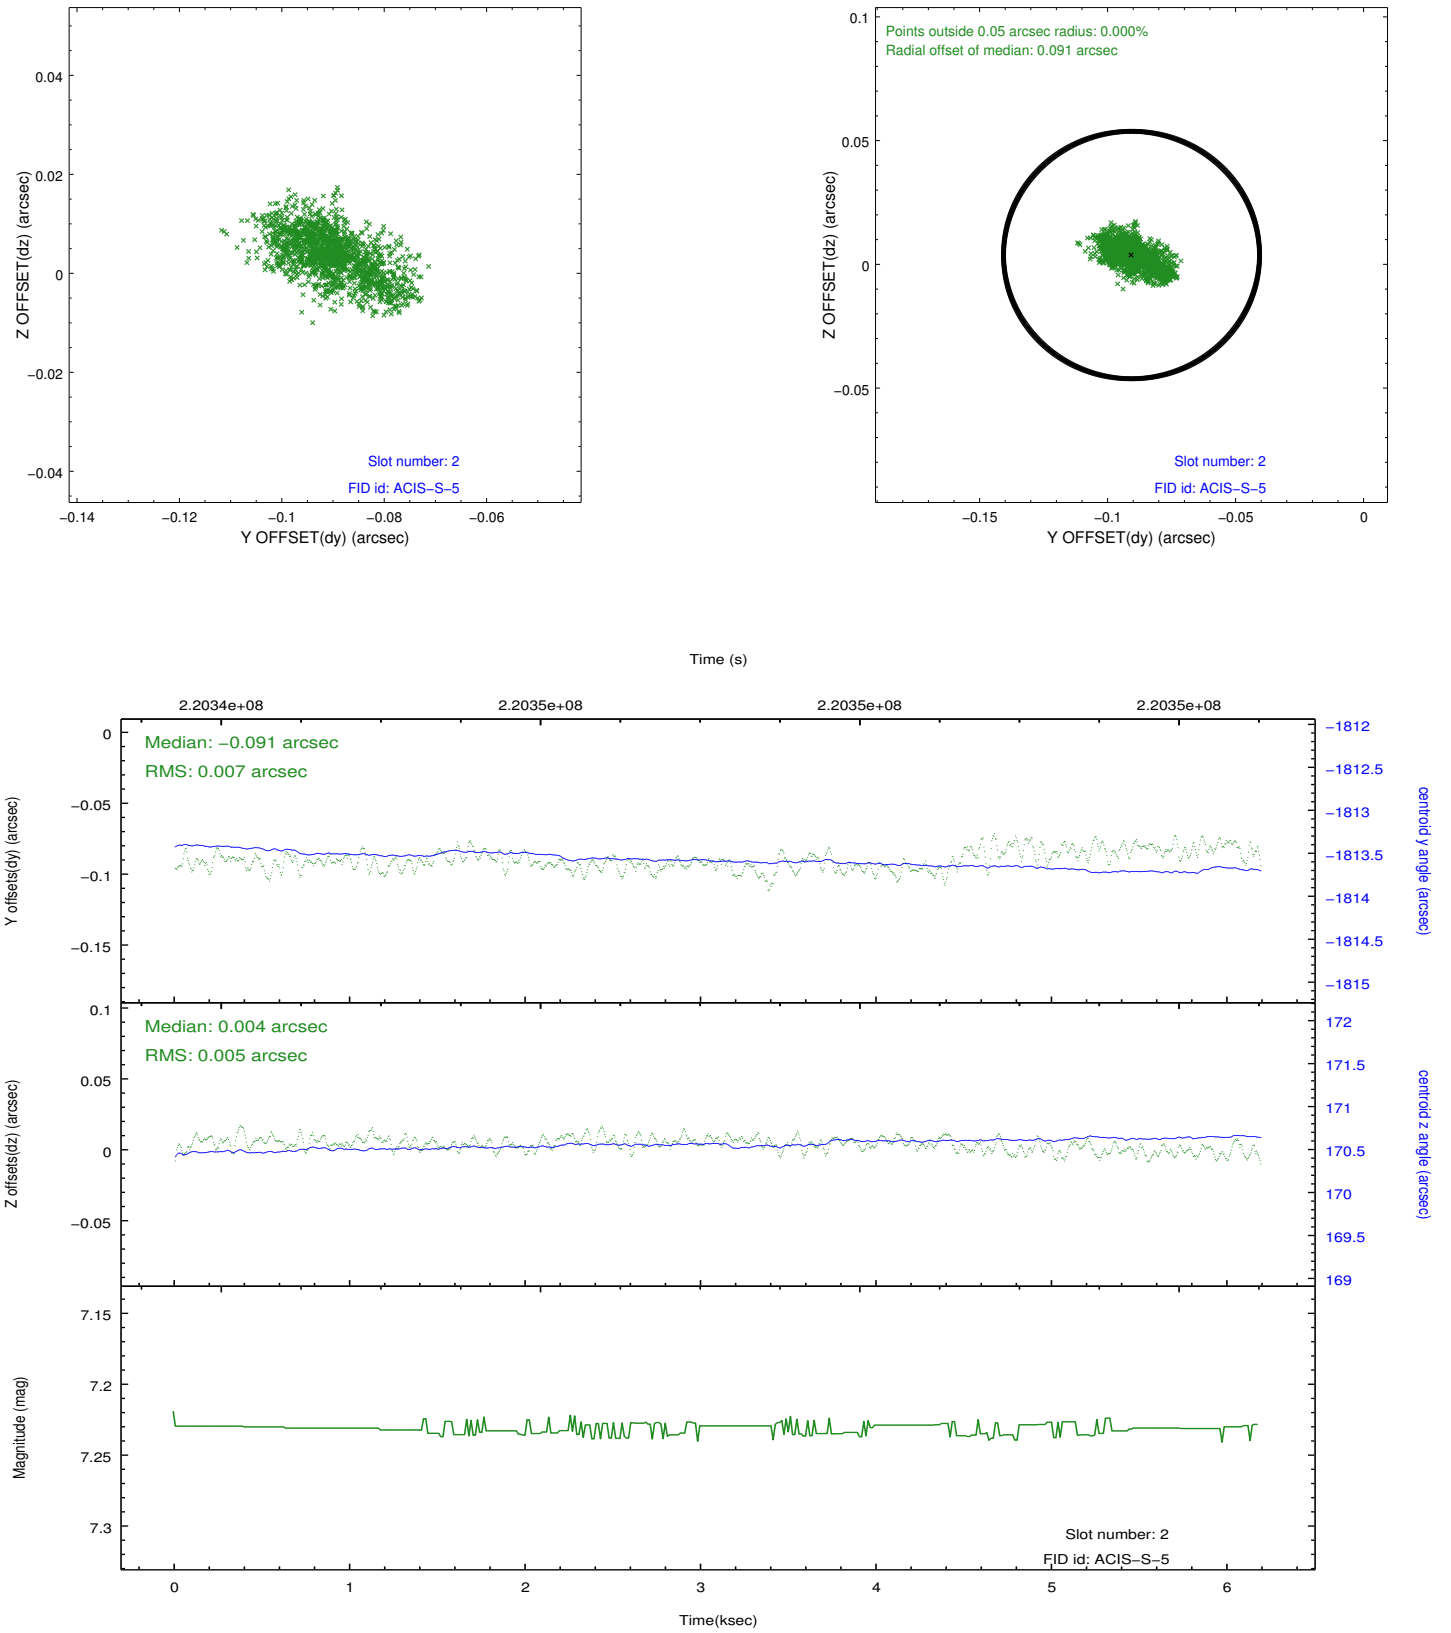 0.04
0.02
0
−0.02
−0.04
Z OFFSET(dz) (arcsec)
Slot number: 2
FID id: ACIS−S−5
−0.14
−0.12
−0.1
−0.08
−0.06
Y OFFSET(dy) (arcsec)
Points outside 0.05 arcsec radius: 0.000%
Radial offset of median: 0.091 arcsec
0.1
0.05
0
−0.05
Z OFFSET(dz) (arcsec)
Slot number: 2
FID id: ACIS−S−5
−0.15
−0.1
−0.05
0
Y OFFSET(dy) (arcsec)
Time (s)
2.2034e+08
2.2035e+08
2.2035e+08
2.2035e+08
Median: −0.091 arcsec
RMS: 0.007 arcsec
0
−0.05
−0.1
−0.15
Y offsets(dy) (arcsec)
−1812
−1812.5
−1813
−1813.5
−1814
−1814.5
−1815
centroid y angle (arcsec)
Median: 0.004 arcsec
RMS: 0.005 arcsec
0.1
0.05
0
−0.05
Z offsets(dz) (arcsec)
172
171.5
171
170.5
170
169.5
169
centroid z angle (arcsec)
7.15
7.2
7.25
7.3
Magnitude (mag)
Slot number: 2
FID id: ACIS−S−5
0
1
2
3
4
5
6
Time(ksec)